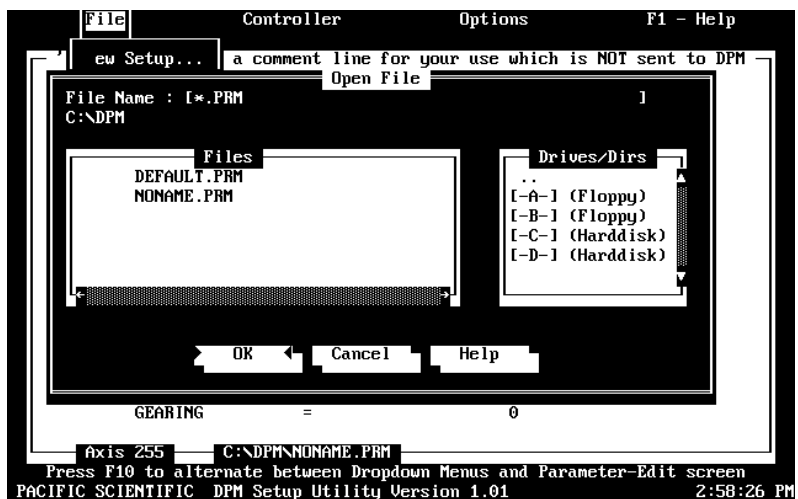 File Controller Options F1 - Help
ew Setup... a comment line for your use which is NOT sent to DPM
Open File
File Name : [*.PRM ]
C:\DPM
Files Drives/Dirs
DEFAULT.PRM ..
NONAME.PRM [-A-] (Floppy)
[-B-] (Floppy)
[-C-] (Harddisk)
[-D-] (Harddisk)
OK Cancel Help
GEARING = 0
Axis 255 C:\DPM\NONAME.PRM
Press F10 to alternate between Dropdown Menus and Parameter-Edit screen
PACIFIC SCIENTIFIC DPM Setup Utility Version 1.01 2:58:26 PM